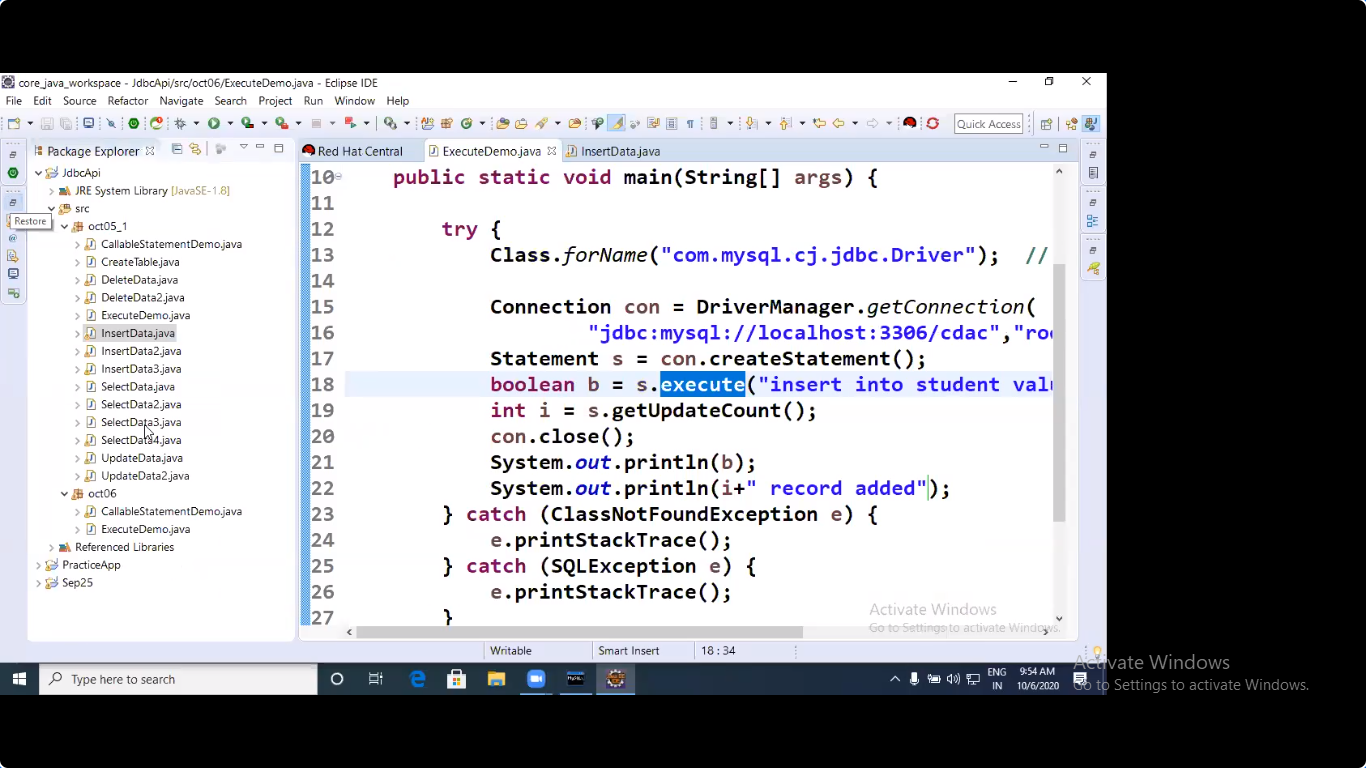 core_java_workspace - JdbcApi/src/oct06/ExecuteDemo.java - Eclipse IDE
File Edit Source Refactor Navigate Search Project Run Window Help
Quick Access
Package Explorer
Red Hat Central
ExecuteDemo.java
InsertData.java
JdbcApi
JRE System Library [JavaSE-1.8]
src
Restore
oct05_1
CallableStatementDemo.java
CreateTable.java
DeleteData.java
DeleteData2.java
ExecuteDemo.java
InsertData.java
InsertData2.java
InsertData3.java
SelectData.java
SelectData2.java
SelectData3.java
SelectData4.java
UpdateData.java
UpdateData2.java
oct06
CallableStatementDemo.java
ExecuteDemo.java
Referenced Libraries
PracticeApp
Sep25
10 public static void main(String[] args) {
11
12 try {
13 Class.forName("com.mysql.cj.jdbc.Driver"); //
14
15 Connection con = DriverManager.getConnection(
16 "jdbc:mysql://localhost:3306/cdac","roo
17 Statement s = con.createStatement();
18 boolean b = s.execute("insert into student valu
19 int i = s.getUpdateCount();
20 con.close();
21 System.out.println(b);
22 System.out.println(i+" record added");
23 } catch (ClassNotFoundException e) {
24 e.printStackTrace();
25 } catch (SQLException e) {
26 e.printStackTrace();
27 }
Activate Windows
Go to Settings to activate Windows.
Writable
Smart Insert
18 : 34
Type here to search
MySQL
ENG
IN
9:54 AM
10/6/2020
Activate Windows
Go to Settings to activate Windows.